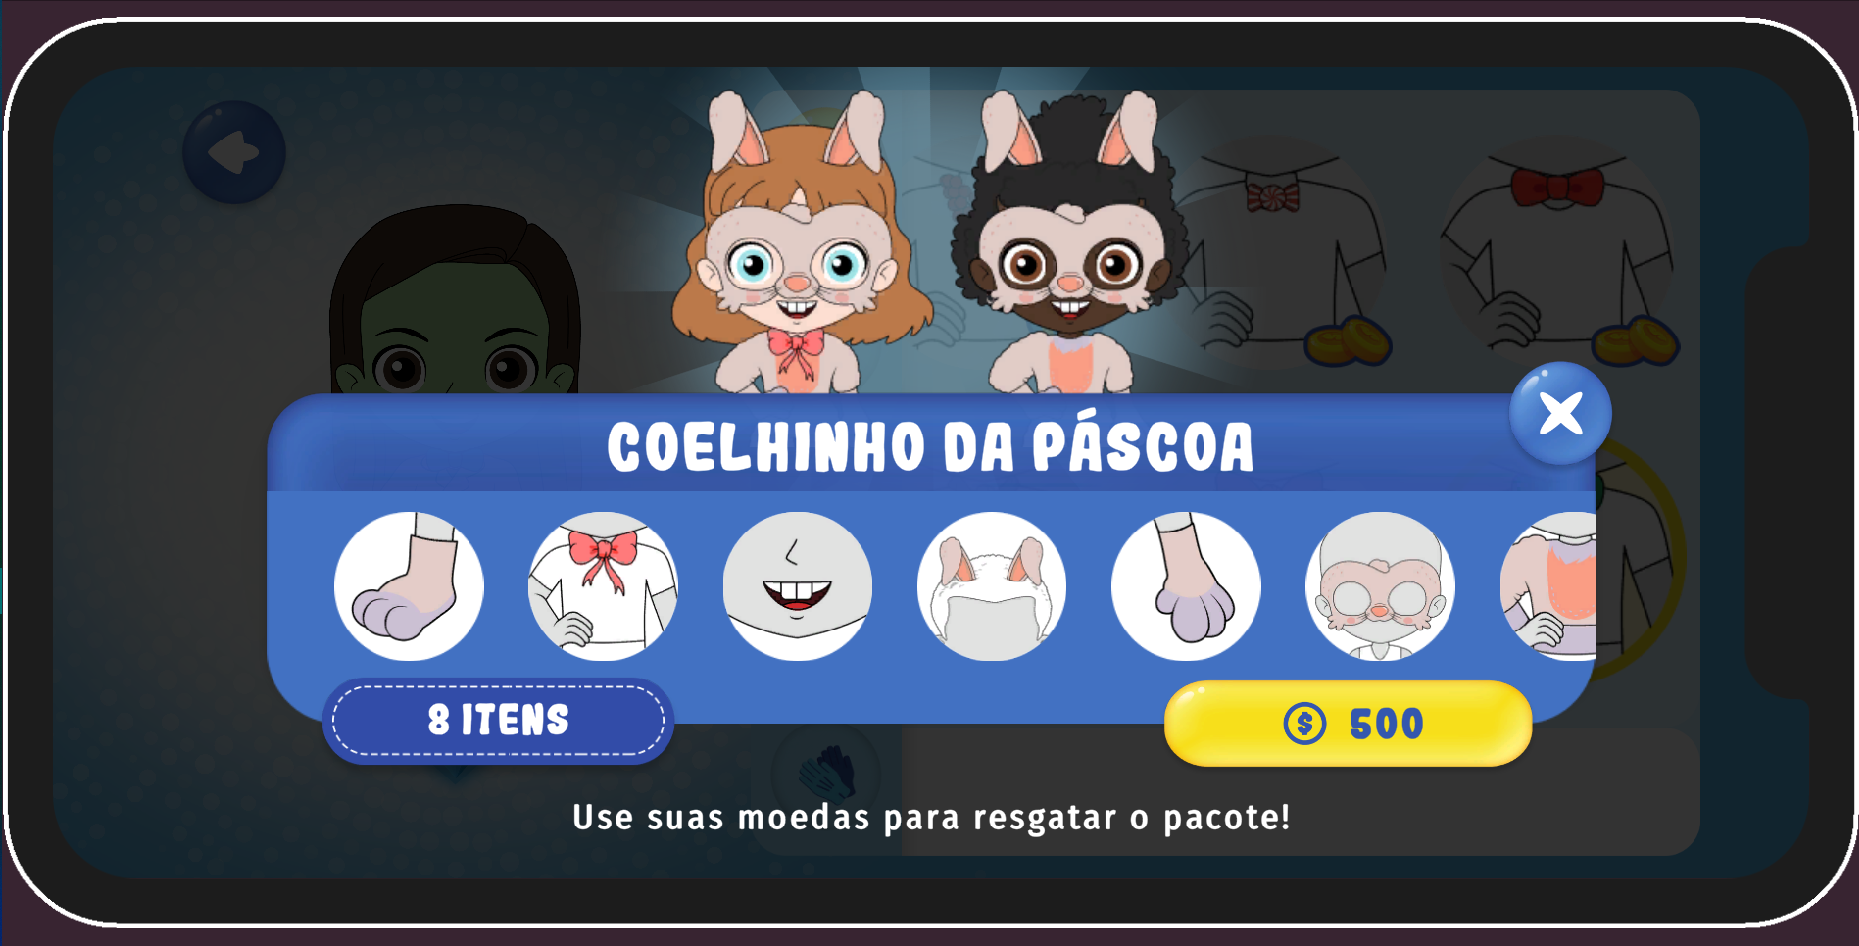 COELHINHO DA PÁSCOA
8 ITENS
$ 500
Use suas moedas para resgatar o pacote!